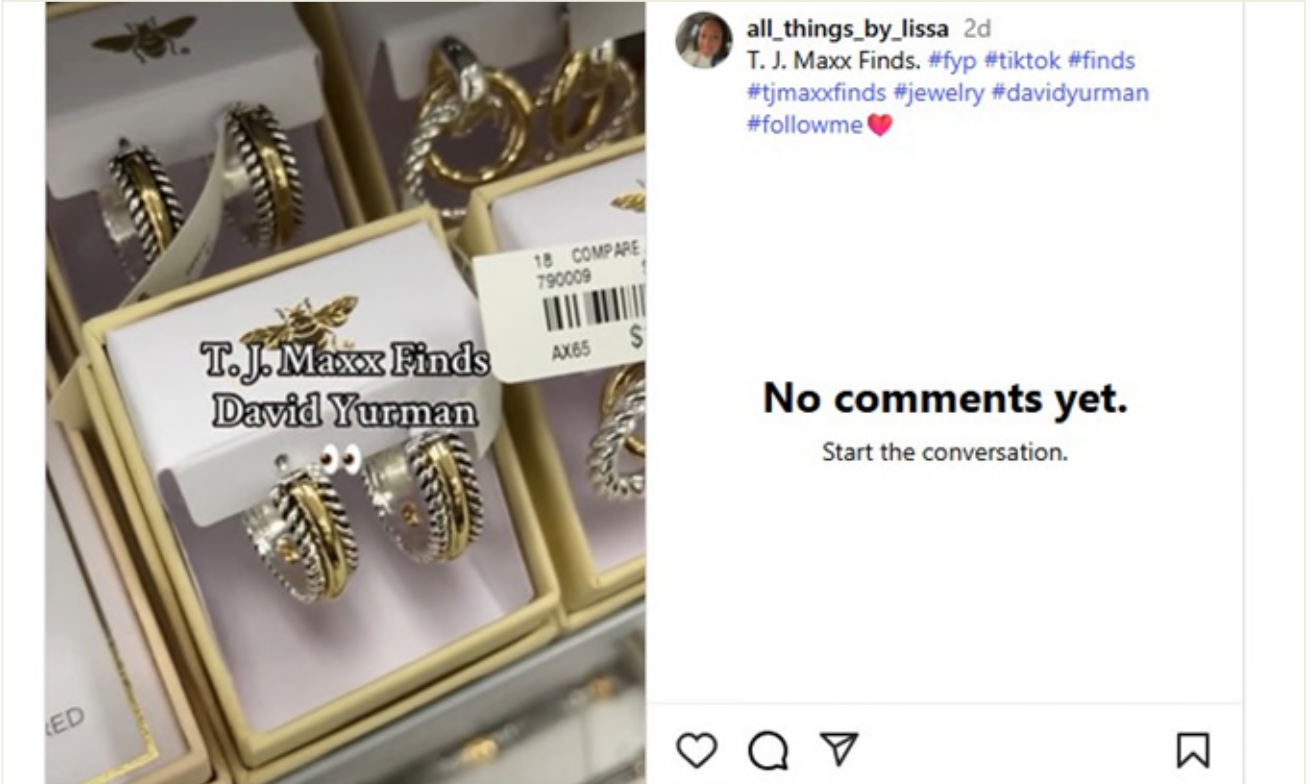 T. J. Maxx Finds
David Yurman
18 COMPARE
790009
AX65 $
RED
all_things_by_lissa 2d
T. J. Maxx Finds. #fyp #tiktok #finds
#tjmaxxfinds #jewelry #davidyurman
#followme❤️
No comments yet.
Start the conversation.